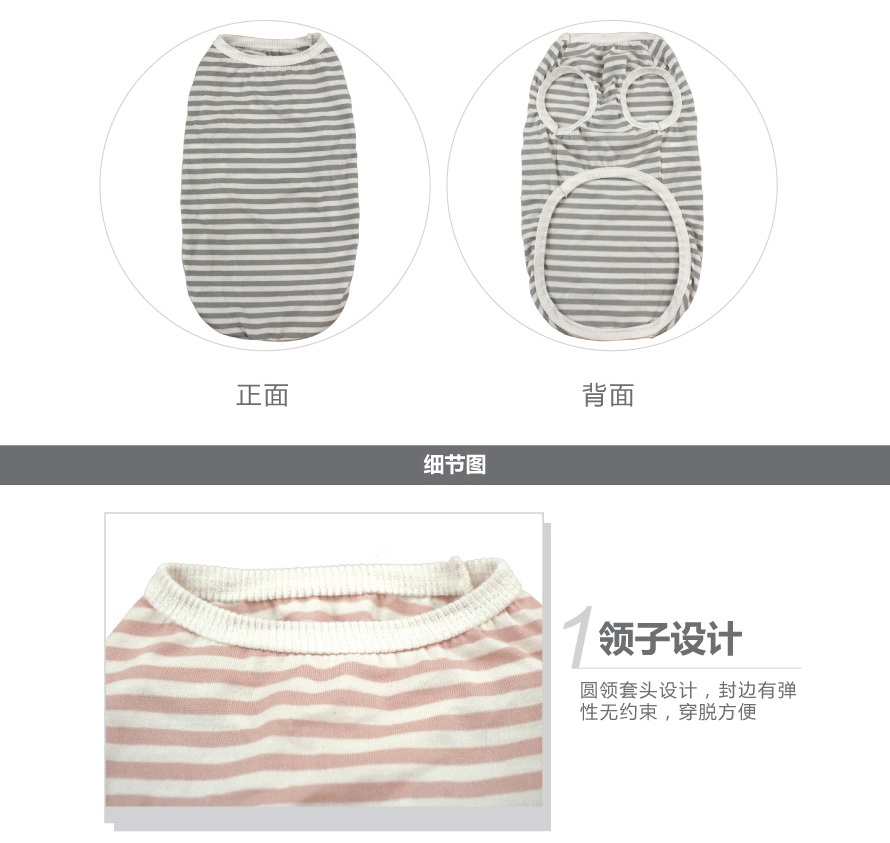 正面
背面
细节图
1 领子设计
圆领套头设计，封边有弹
性无约束，穿脱方便